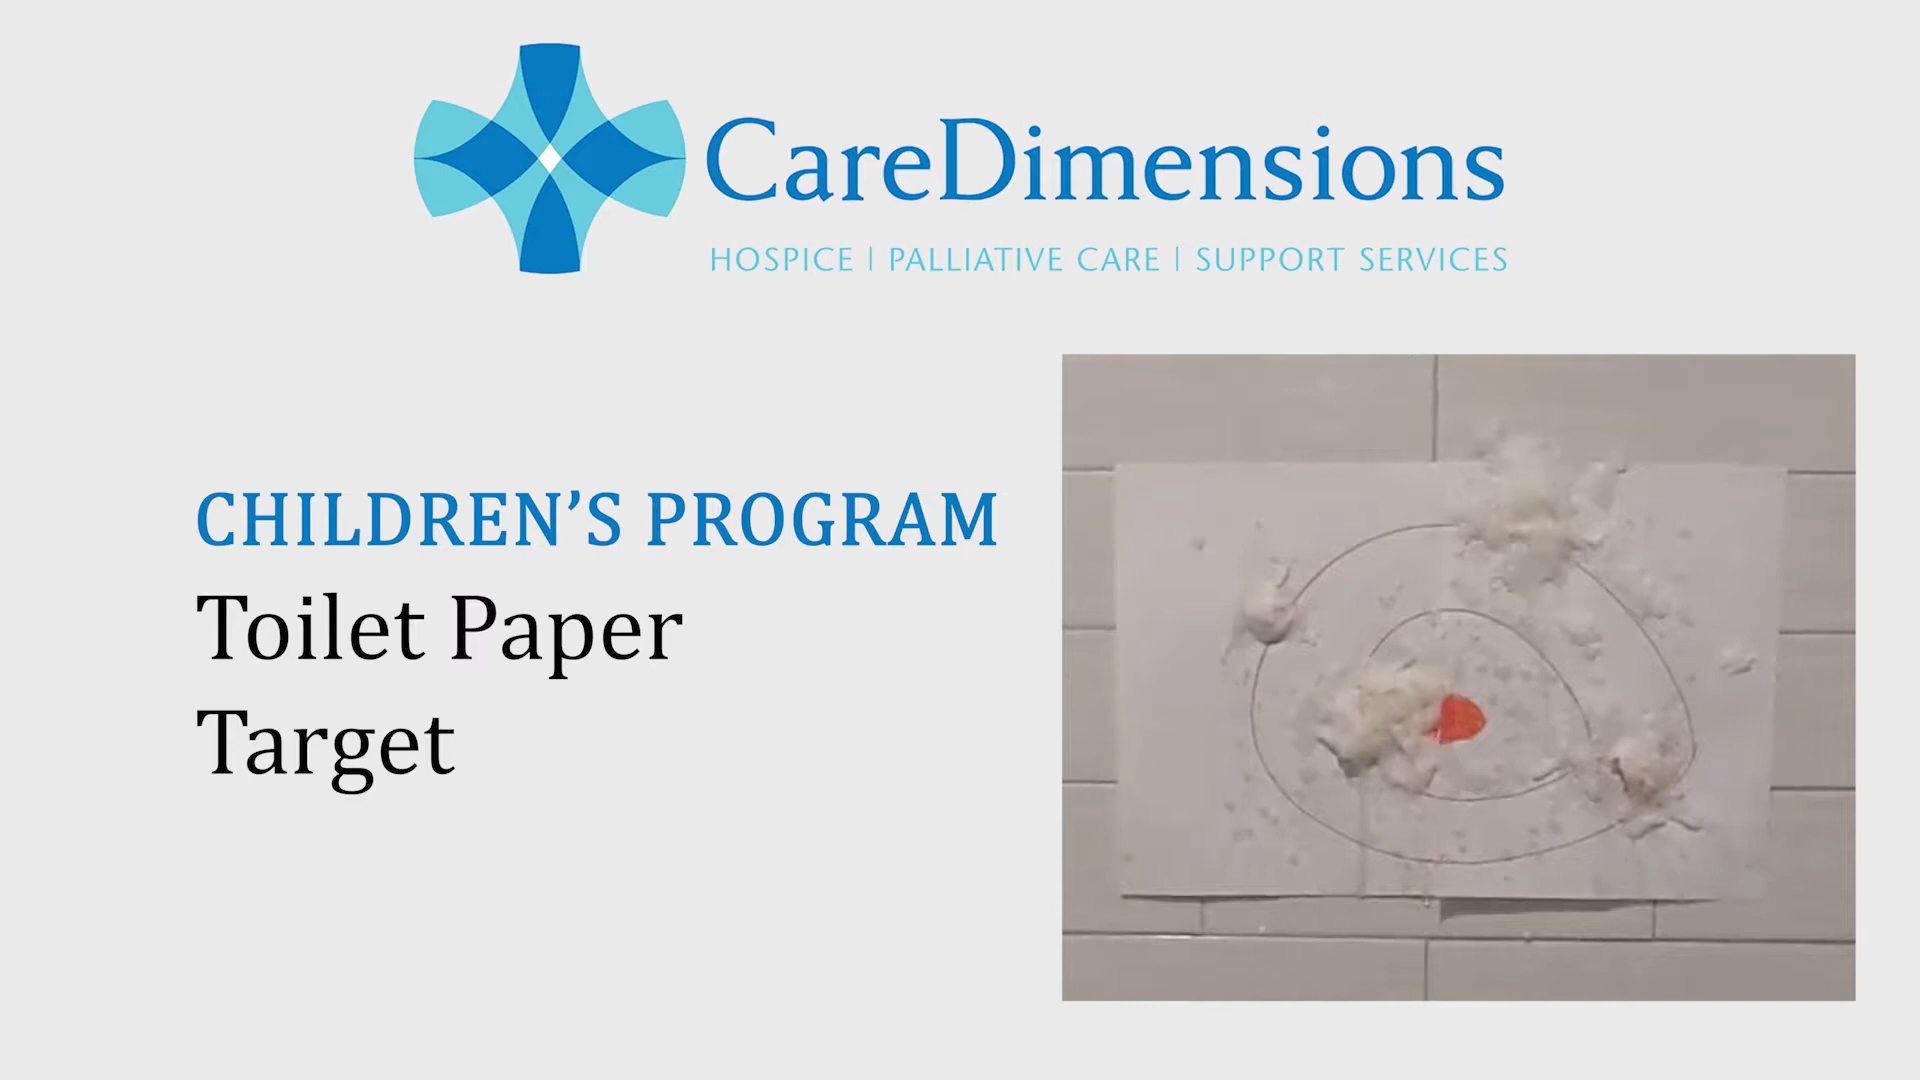 CareDimensions
HOSPICE | PALLIATIVE CARE | SUPPORT SERVICES
CHILDREN’S PROGRAM
Toilet Paper
Target